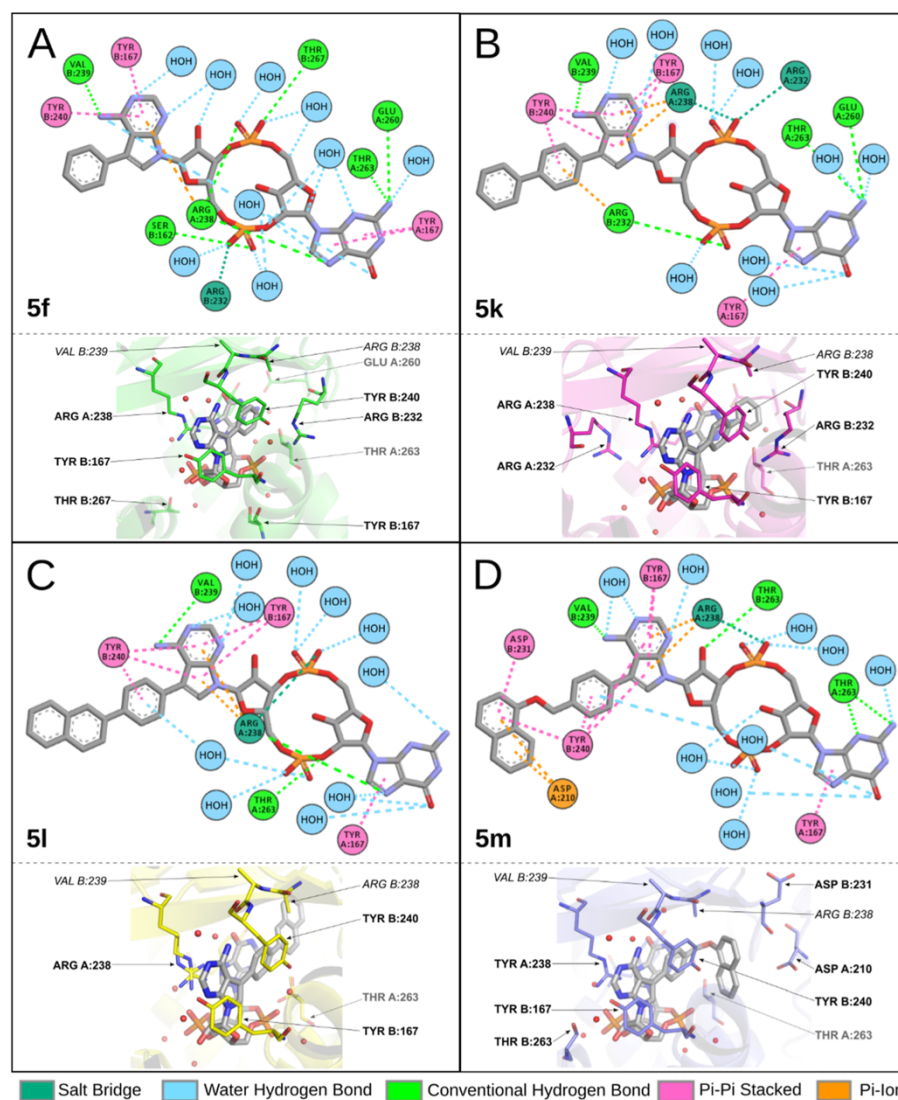 A
VAL
B:239
TYR
B:167
HOH
HOH
HOH
THR
B:267
HOH
GLU
A:260
TYR
B:240
THR
A:263
HOH
HOH
ARG
A:238
HOH
SER
B:162
TYR
A:167
HOH
HOH
ARG
B:232
5f
VAL B:239
ARG B:238
GLU A:260
TYR B:240
ARG A:238
ARG B:232
TYR B:167
THR A:263
THR B:267
TYR B:167
B
HOH
HOH
HOH
VAL
B:239
TYR
B:167
HOH
ARG
B:232
ARG
A:238
TYR
B:240
GLU
A:260
THR
A:263
HOH
HOH
ARG
B:232
HOH
HOH
HOH
TYR
A:167
5k
VAL B:239
ARG B:238
TYR B:240
ARG A:238
ARG B:232
ARG A:232
THR A:263
TYR B:167
C
HOH
HOH
VAL
B:239
HOH
TYR
B:167
HOH
TYR
B:240
HOH
ARG
A:238
HOH
HOH
THR
A:263
HOH
HOH
TYR
A:167
5l
VAL B:239
ARG B:238
TYR B:240
ARG A:238
THR A:263
TYR B:167
D
HOH
TYR
B:167
HOH
THR
B:263
VAL
B:239
ARG
A:238
HOH
HOH
ASP
B:231
HOH
THR
A:263
TYR
B:240
HOH
HOH
ASP
A:210
HOH
HOH
TYR
A:167
5m
VAL B:239
ASP B:231
ARG B:238
TYR A:238
ASP A:210
TYR B:167
TYR B:240
THR B:263
THR A:263
Salt Bridge
Water Hydrogen Bond
Conventional Hydrogen Bond
Pi-Pi Stacked
Pi-Ion